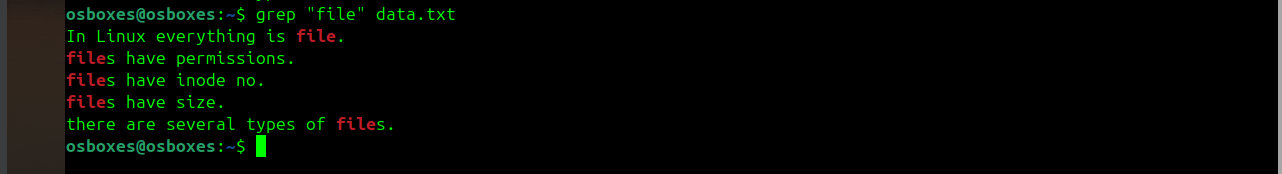 osboxes@osboxes:~$ grep "file" data.txt
In Linux everything is file.
files have permissions.
files have inode no.
files have size.
there are several types of files.
osboxes@osboxes:~$